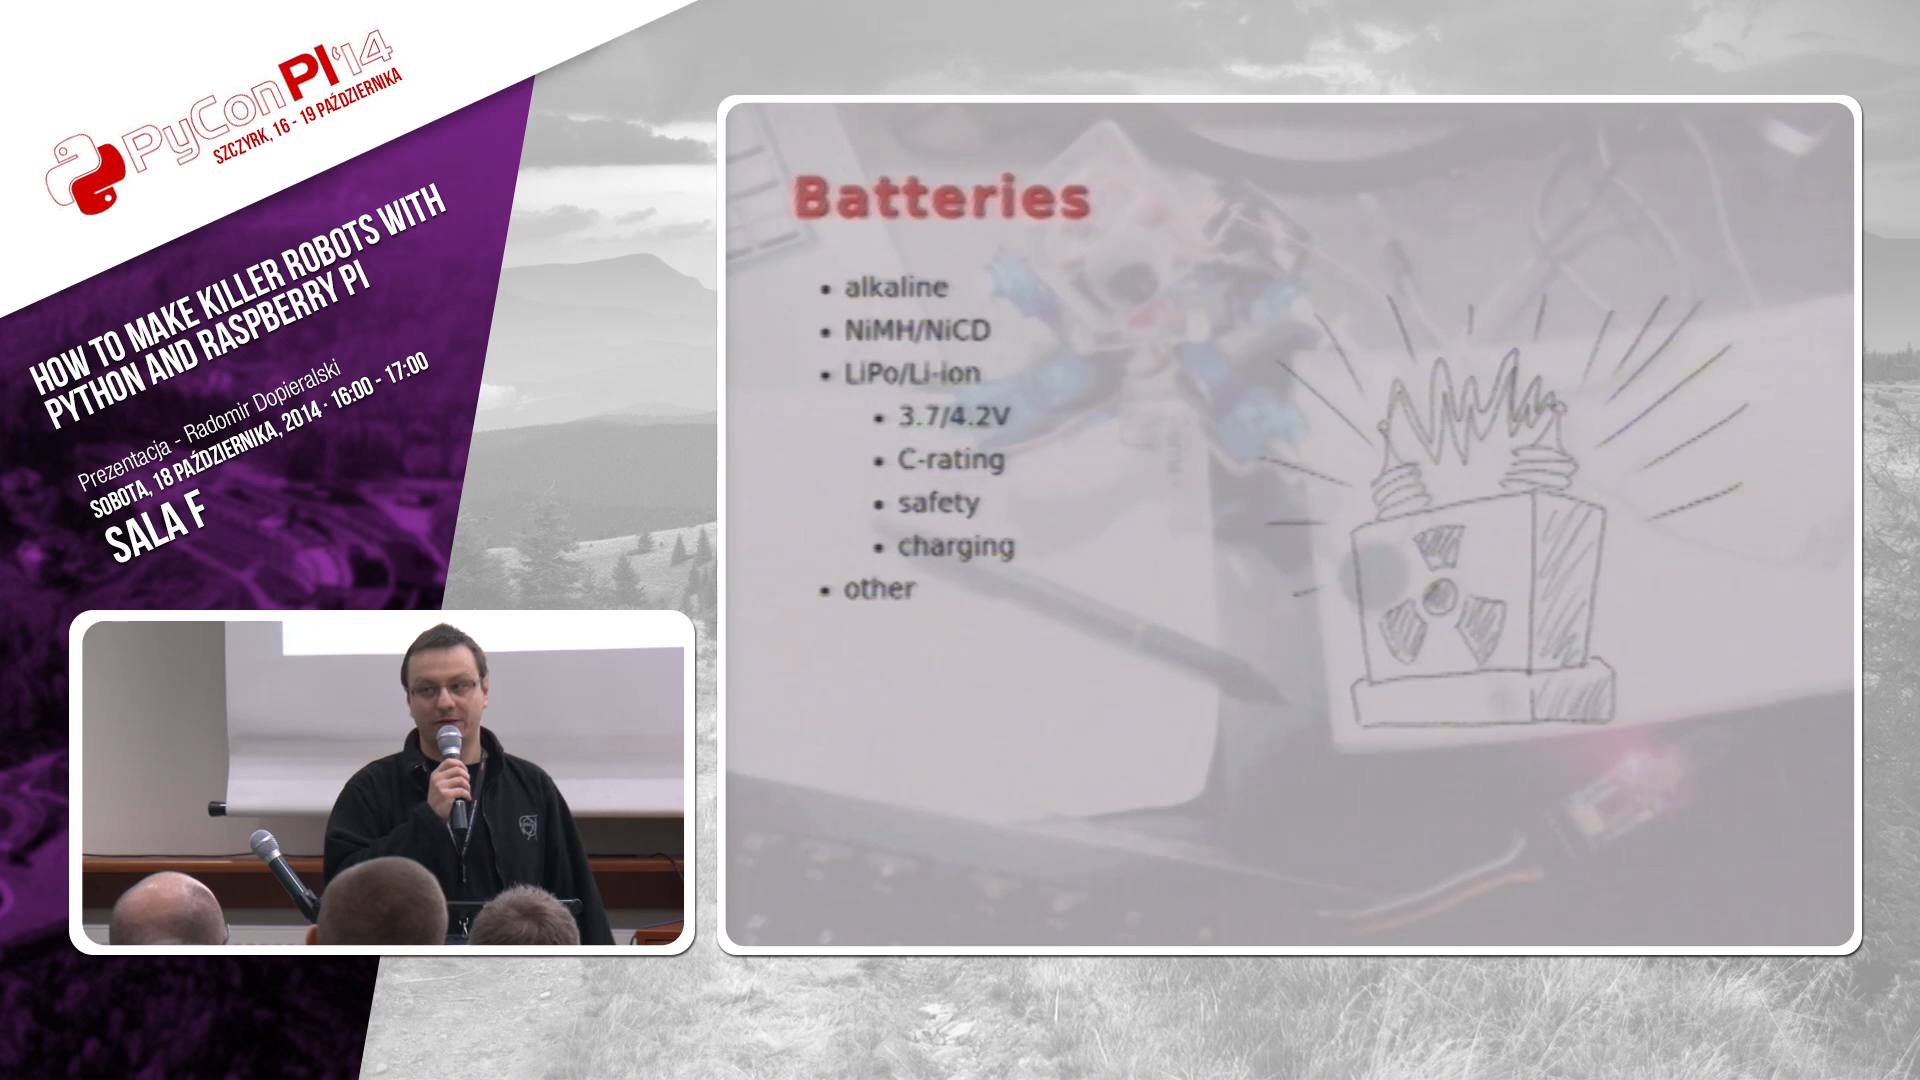 PyConPl'14
SZCZYRK, 16 - 19 PAŹDZIERNIKA
HOW TO MAKE KILLER ROBOTS WITH
PYTHON AND RASPBERRY PI
Prezentacja - Radomir Dopieralski
SOBOTA, 18 PAŹDZIERNIKA, 2014 · 16:00 - 17:00
SALA F
Batteries
• alkaline
• NiMH/NiCD
• LiPo/Li-ion
• 3.7/4.2V
• C-rating
• safety
• charging
• other